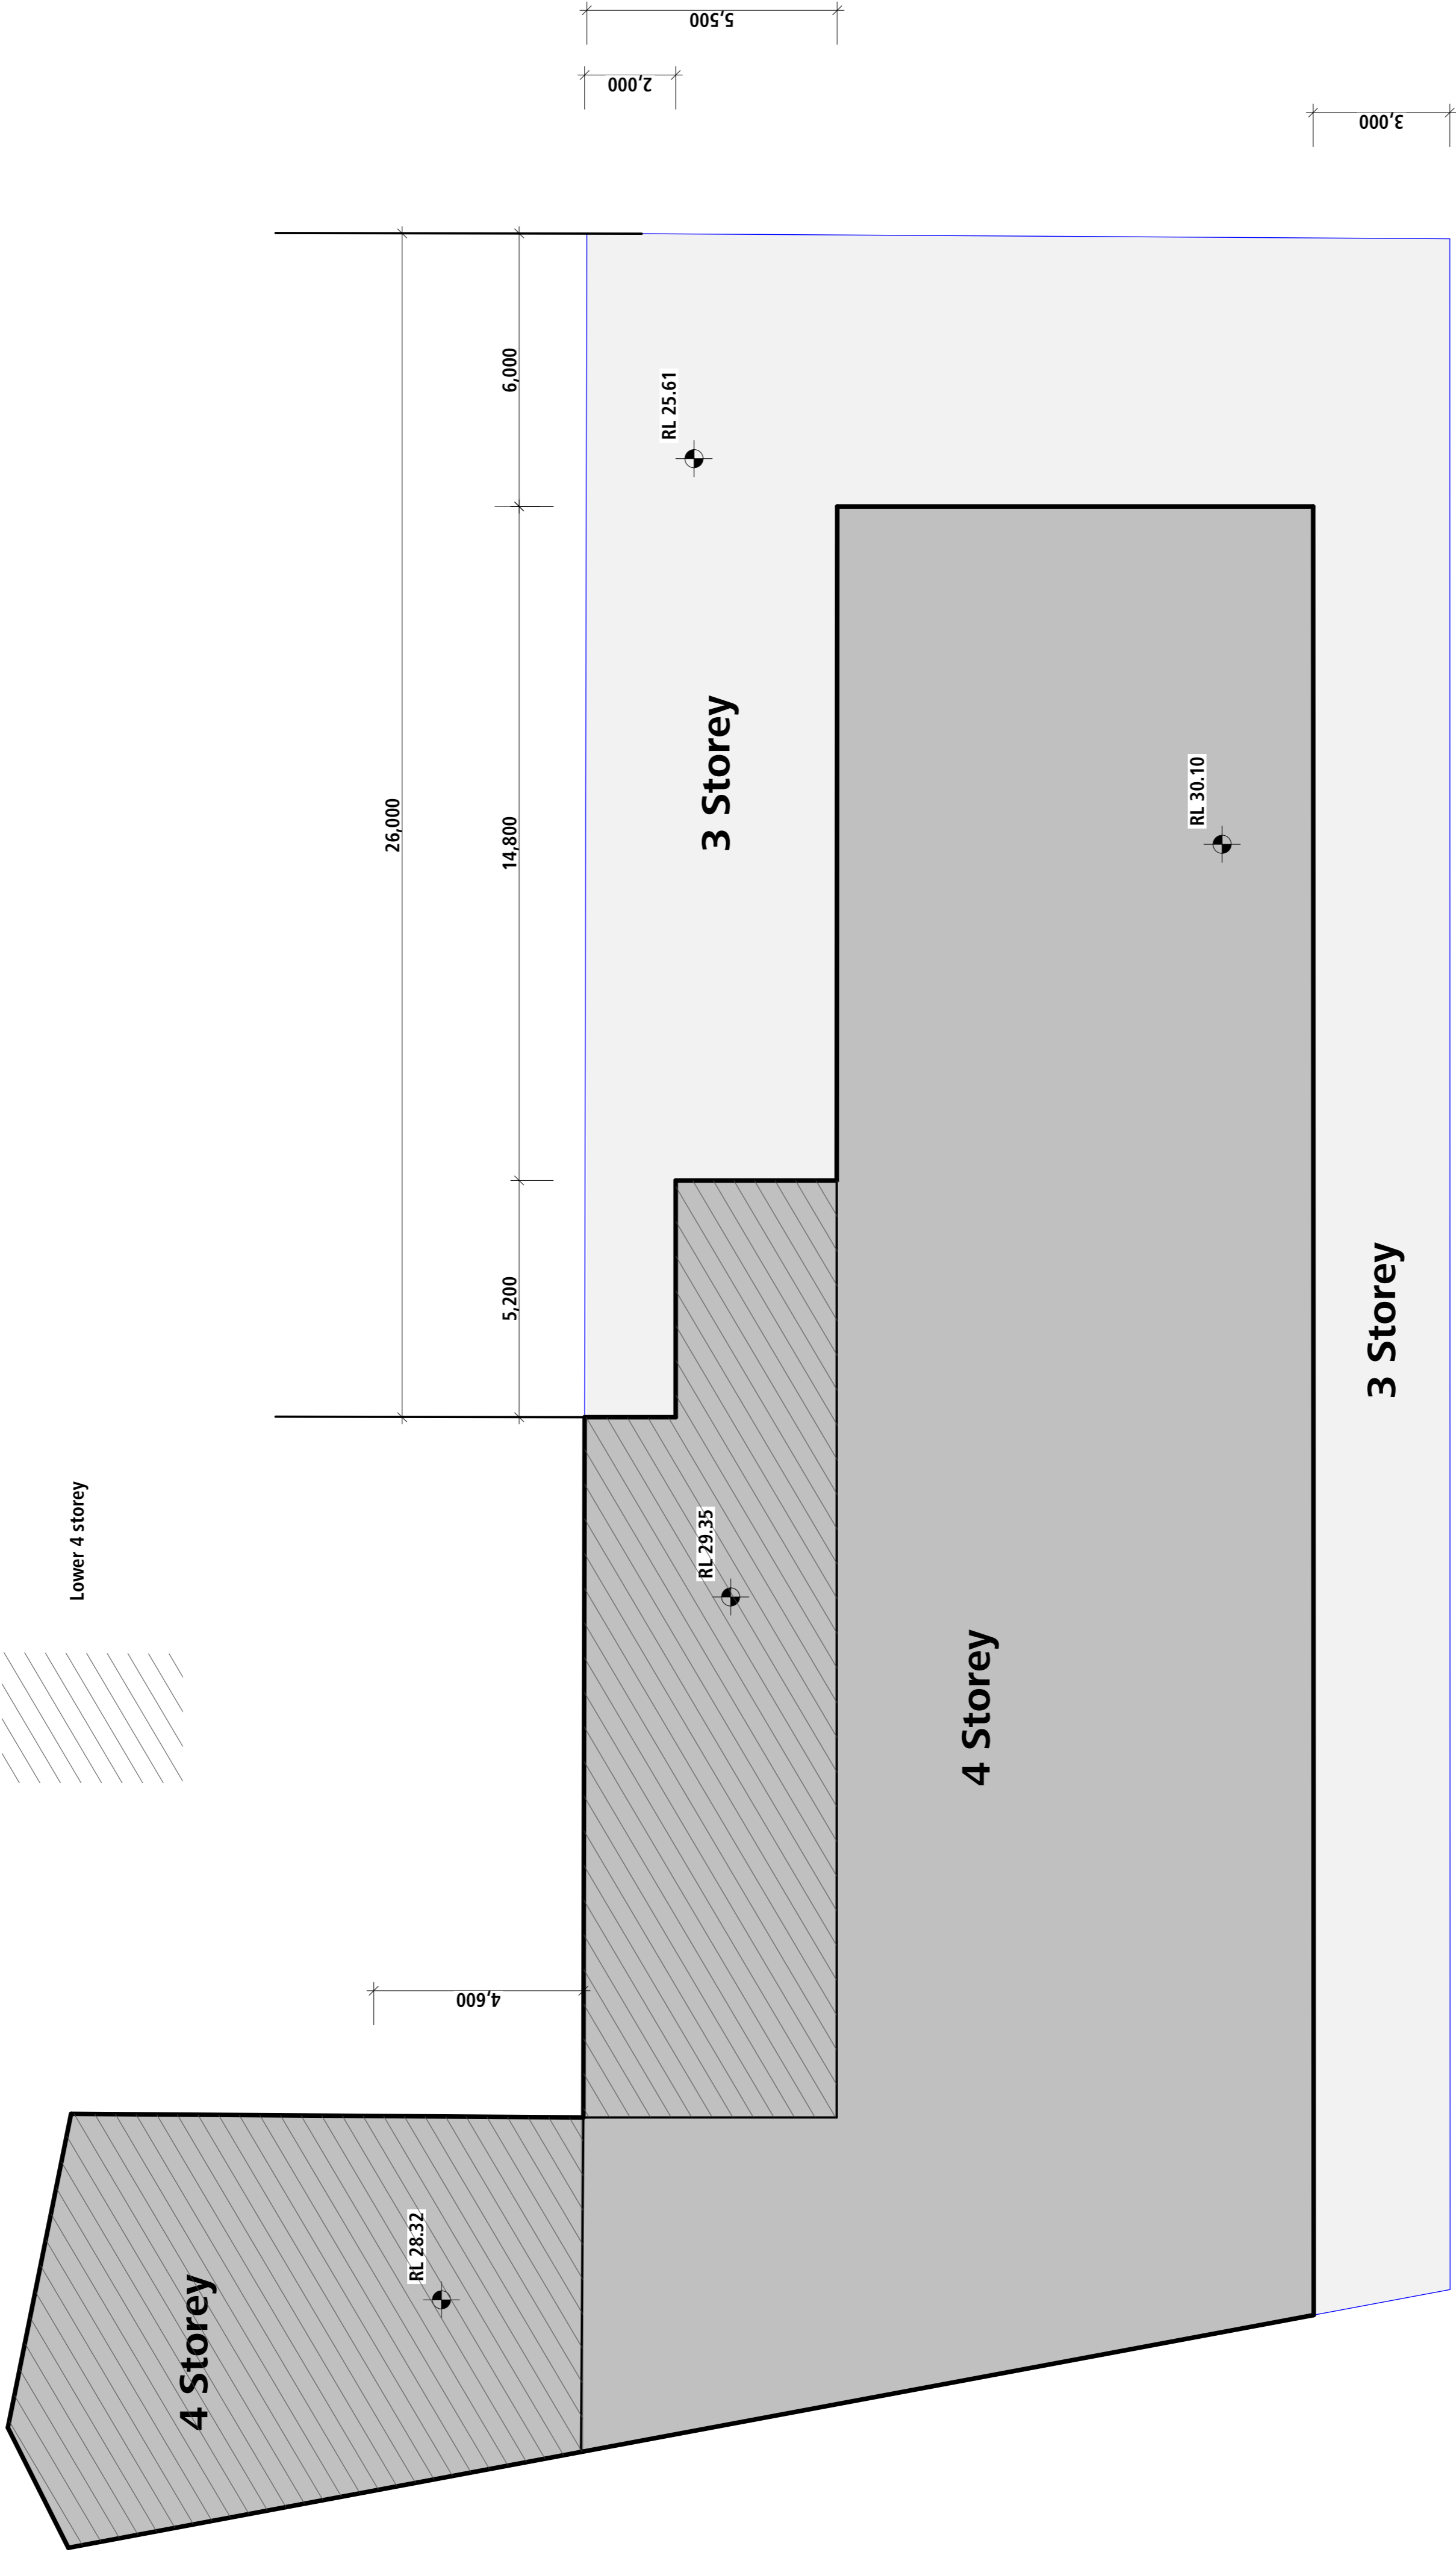 5,500
2,000
3,000
6,000
RL 25.61
26,000
14,800
3 Storey
RL 30.10
5,200
3 Storey
Lower 4 storey
RL 29.35
4 Storey
4,600
RL 28.32
4 Storey